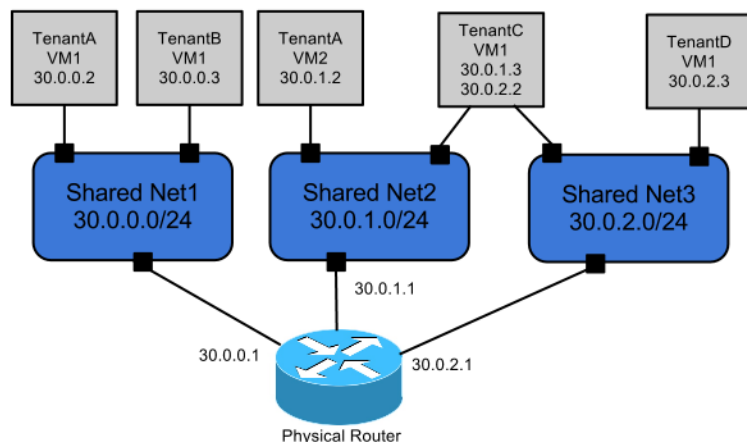 TenantA
VM1
30.0.0.2
TenantB
VM1
30.0.0.3
TenantA
VM2
30.0.1.2
TenantC
VM1
30.0.1.3
30.0.2.2
TenantD
VM1
30.0.2.3
Shared Net1
30.0.0.0/24
Shared Net2
30.0.1.0/24
Shared Net3
30.0.2.0/24
30.0.1.1
30.0.0.1
30.0.2.1
Physical Router